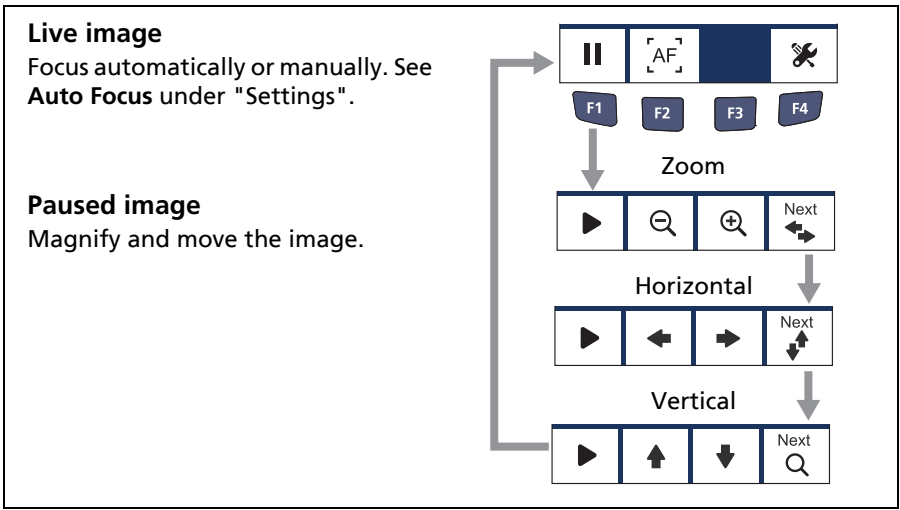 Live image
Focus automatically or manually. See
Auto Focus under "Settings".
AF
F1 F2 F3 F4
Zoom
Paused image
Magnify and move the image.
Next
Horizontal
Next
Vertical
Next